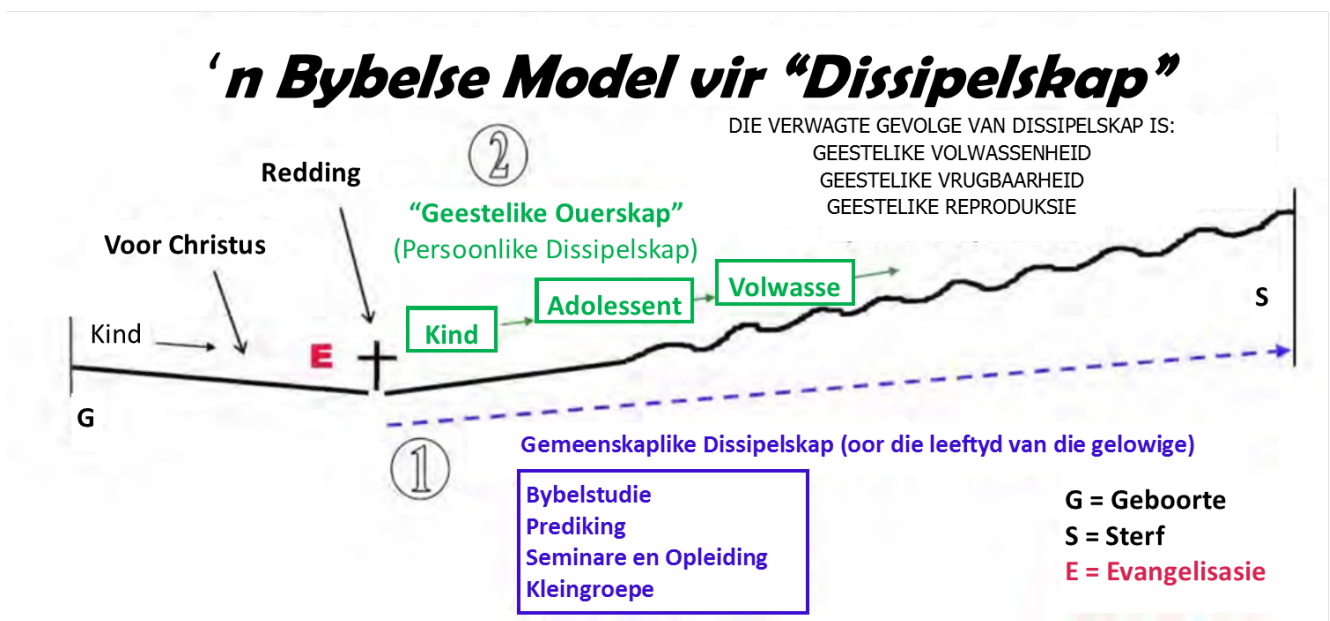 ‘n Bybelse Model vir “Dissipelskap”
DIE VERWAGTE GEVOLGE VAN DISSIPELSKAP IS:
GEESTELIKE VOLWASSENHEID
GEESTELIKE VRUGBAARHEID
GEESTELIKE REPRODUKSIE
2
Redding
“Geestelike Ouerskap”
(Persoonlike Dissipelskap)
Voor Christus
Kind
E
Kind
Adolessent
Volwasse
S
G
1
Gemeenskaplike Dissipelskap (oor die leeftyd van die gelowige)
Bybelstudie
Prediking
Seminare en Opleiding
Kleingroepe
G = Geboorte
S = Sterf
E = Evangelisasie